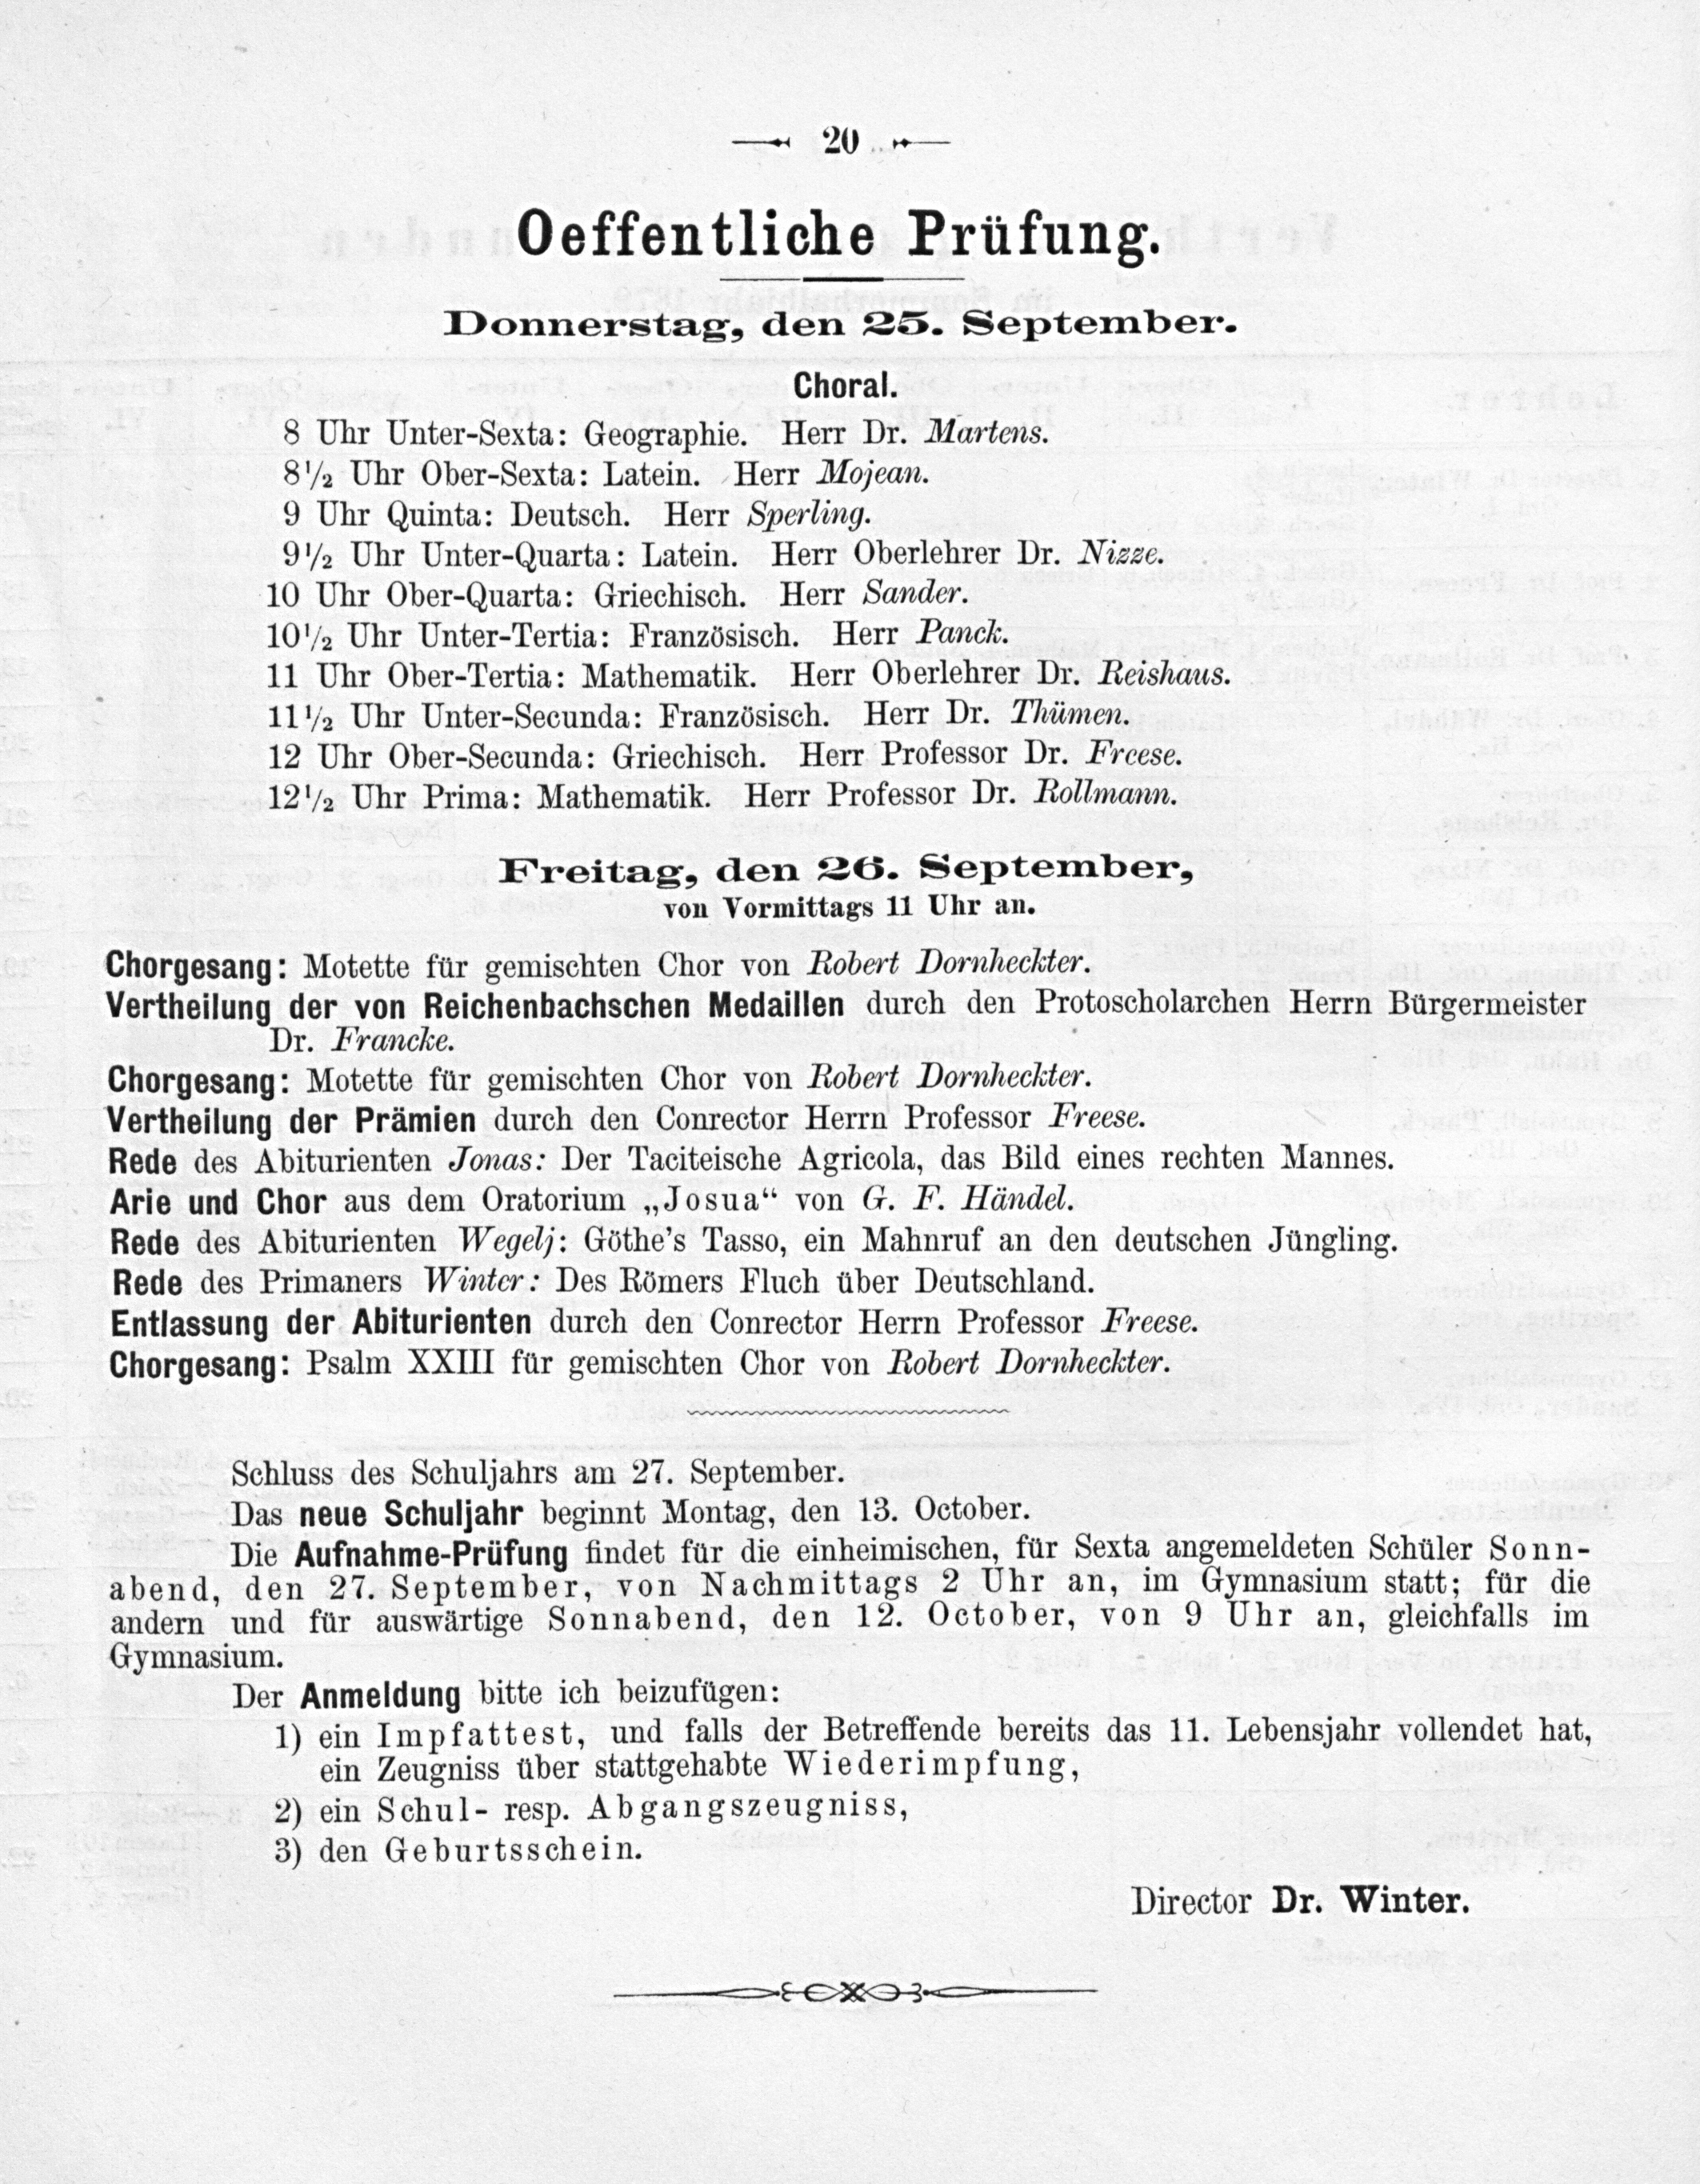 20
Oeffentliche Prüfung.
Donnerstag, den 25. September.
Choral.
8 Uhr Unter-Sexta: Geographie. Herr Dr. Martens.
8½ Uhr Ober-Sexta: Latein. Herr Mojean.
9 Uhr Quinta: Deutsch. Herr Sperling.
9½ Uhr Unter-Quarta: Latein. Herr Oberlehrer Dr. Nizze.
10 Uhr Ober-Quarta: Griechisch. Herr Sander.
10½ Uhr Unter-Tertia: Französisch. Herr Panck.
11 Uhr Ober-Tertia: Mathematik. Herr Oberlehrer Dr. Reishaus.
11½ Uhr Unter-Secunda: Französisch. Herr Dr. Thümen.
12 Uhr Ober-Secunda: Griechisch. Herr Professor Dr. Freese.
12½ Uhr Prima: Mathematik. Herr Professor Dr. Rollmann.
Freitag, den 26. September,
von Vormittags 11 Uhr an.
Chorgesang: Motette für gemischten Chor von Robert Dornheckter.
Vertheilung der von Reichenbachschen Medaillen durch den Protoscholarchen Herrn Bürgermeister
Dr. Francke.
Chorgesang: Motette für gemischten Chor von Robert Dornheckter.
Vertheilung der Prämien durch den Conrector Herrn Professor Freese.
Rede des Abiturienten Jonas: Der Taciteische Agricola, das Bild eines rechten Mannes.
Arie und Chor aus dem Oratorium „Josua“ von G. F. Händel.
Rede des Abiturienten Wegelj: Göthe's Tasso, ein Mahnruf an den deutschen Jüngling.
Rede des Primaners Winter: Des Römers Fluch über Deutschland.
Entlassung der Abiturienten durch den Conrector Herrn Professor Freese.
Chorgesang: Psalm XXIII für gemischten Chor von Robert Dornheckter.
Schluss des Schuljahrs am 27. September.
Das neue Schuljahr beginnt Montag, den 13. October.
Die Aufnahme-Prüfung findet für die einheimischen, für Sexta angemeldeten Schüler Sonn-
abend, den 27. September, von Nachmittags 2 Uhr an, im Gymnasium statt; für die
andern und für auswärtige Sonnabend, den 12. October, von 9 Uhr an, gleichfalls im
Gymnasium.
Der Anmeldung bitte ich beizufügen:
1) ein Impfattest, und falls der Betreffende bereits das 11. Lebensjahr vollendet hat,
ein Zeugniss über stattgehabte Wiederimpfung,
2) ein Schul- resp. Abgangszeugniss,
3) den Geburtsschein.
Director Dr. Winter.